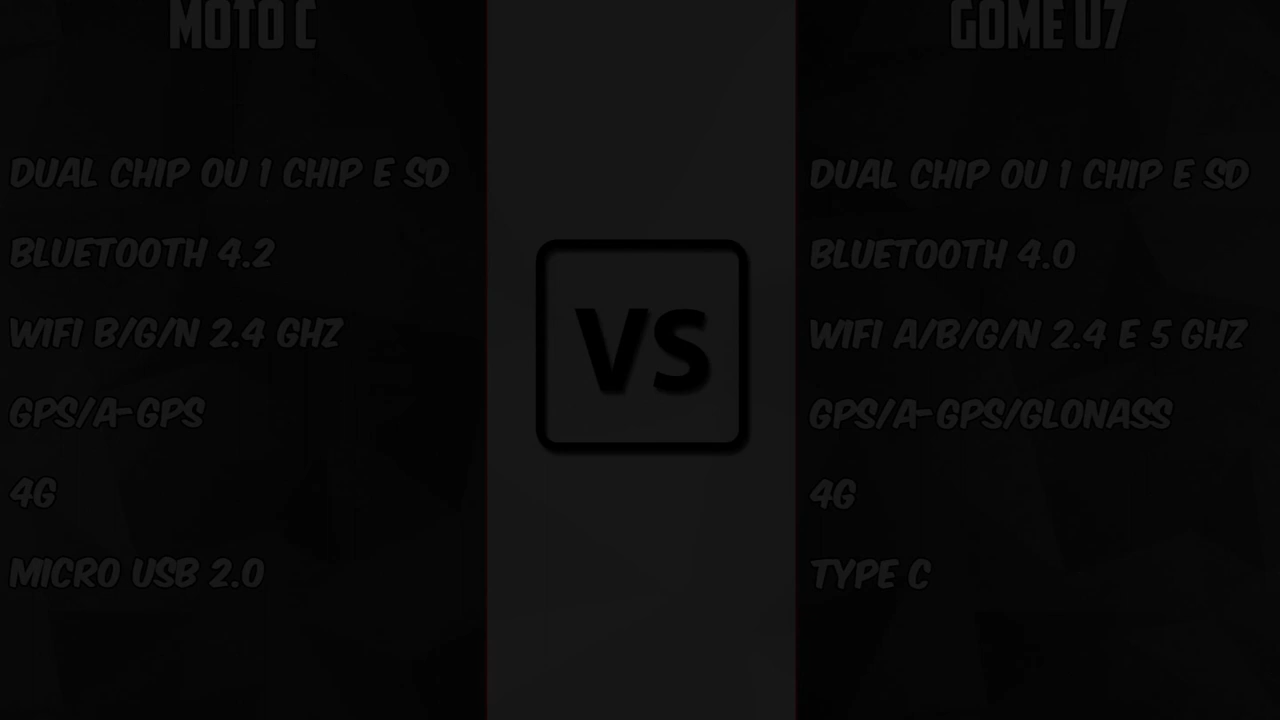 MOTO C
DUAL CHIP OU 1 CHIP E SD
BLUETOOTH 4.2
WIFI B/G/N 2.4 GHZ
GPS/A-GPS
4G
MICRO USB 2.0
VS
GOME U7
DUAL CHIP OU 1 CHIP E SD
BLUETOOTH 4.0
WIFI A/B/G/N 2.4 E 5 GHZ
GPS/A-GPS/GLONASS
4G
TYPE C